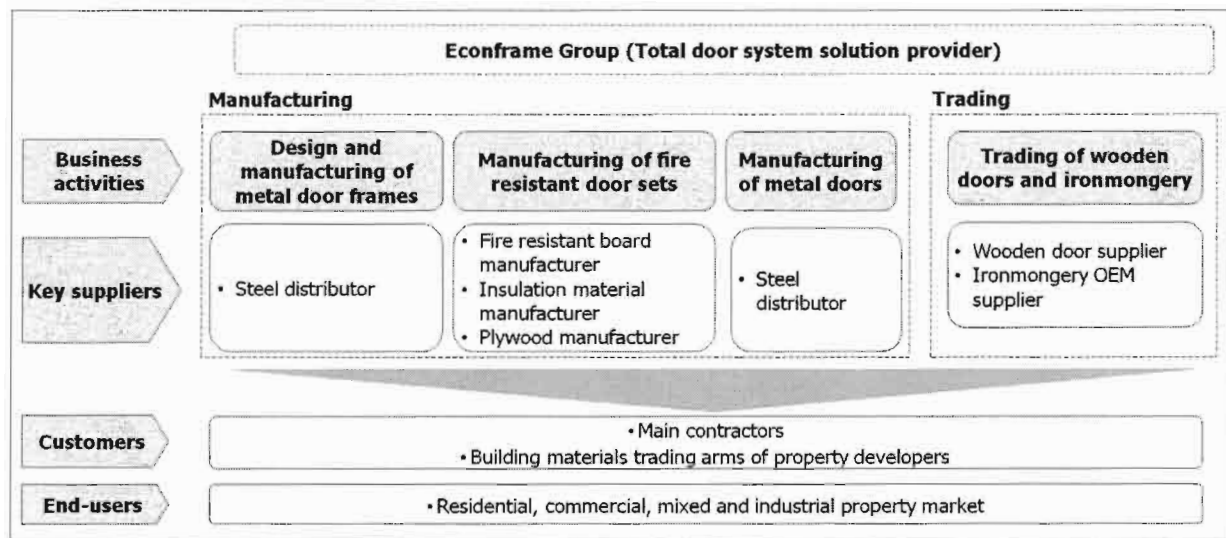 Econframe Group (Total door system solution provider)
Manufacturing
Trading
Business
activities
Design and
manufacturing of
metal door frames
Manufacturing of fire
resistant door sets
Manufacturing
of metal doors
Trading of wooden
doors and ironmongery
Key suppliers
• Steel distributor
• Fire resistant board
manufacturer
• Insulation material
manufacturer
• Plywood manufacturer
• Steel
distributor
• Wooden door supplier
• Ironmongery OEM
supplier
Customers
• Main contractors
• Building materials trading arms of property developers
End-users
• Residential, commercial, mixed and industrial property market